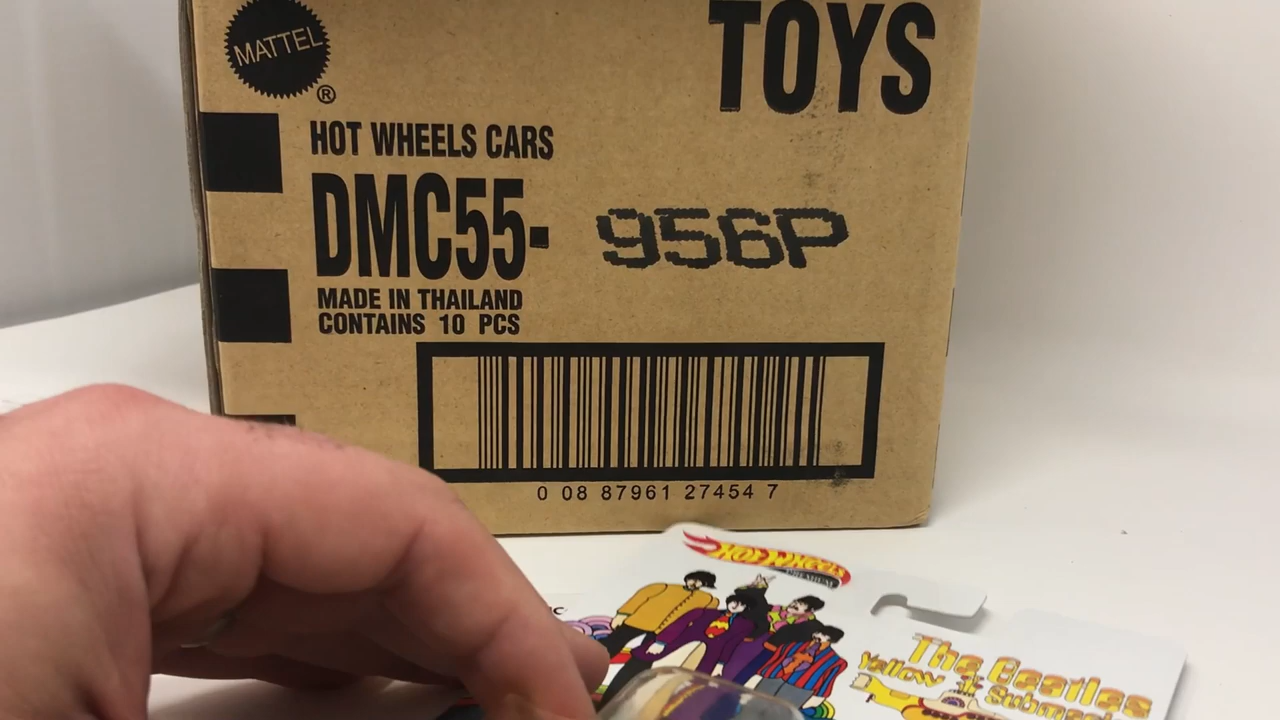 MATTEL
®
TOYS
HOT WHEELS CARS
DMC55- 956P
MADE IN THAILAND
CONTAINS 10 PCS
0 08 87961 27454 7
HOT WHEELS
PREMIUM
The Beatles
Yellow